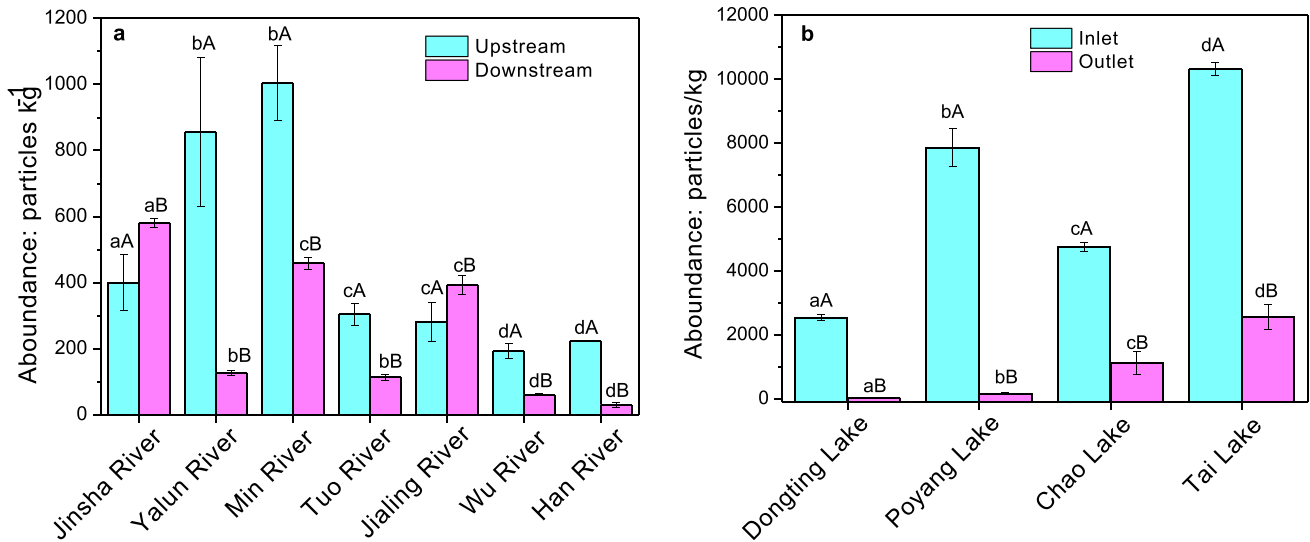 a
Upstream
Downstream
Aboundance: particles kg-1
1200
1000
800
600
400
200
0
aA
aB
bA
bB
bA
cB
cA
bB
cA
cB
dA
dB
dA
dB
Jinsha River
Yalun River
Min River
Tuo River
Jialing River
Wu River
Han River
b
Inlet
Outlet
Aboundance: particles/kg
12000
10000
8000
6000
4000
2000
0
aA
aB
bA
bB
cA
cB
dA
dB
Dongting Lake
Poyang Lake
Chao Lake
Tai Lake